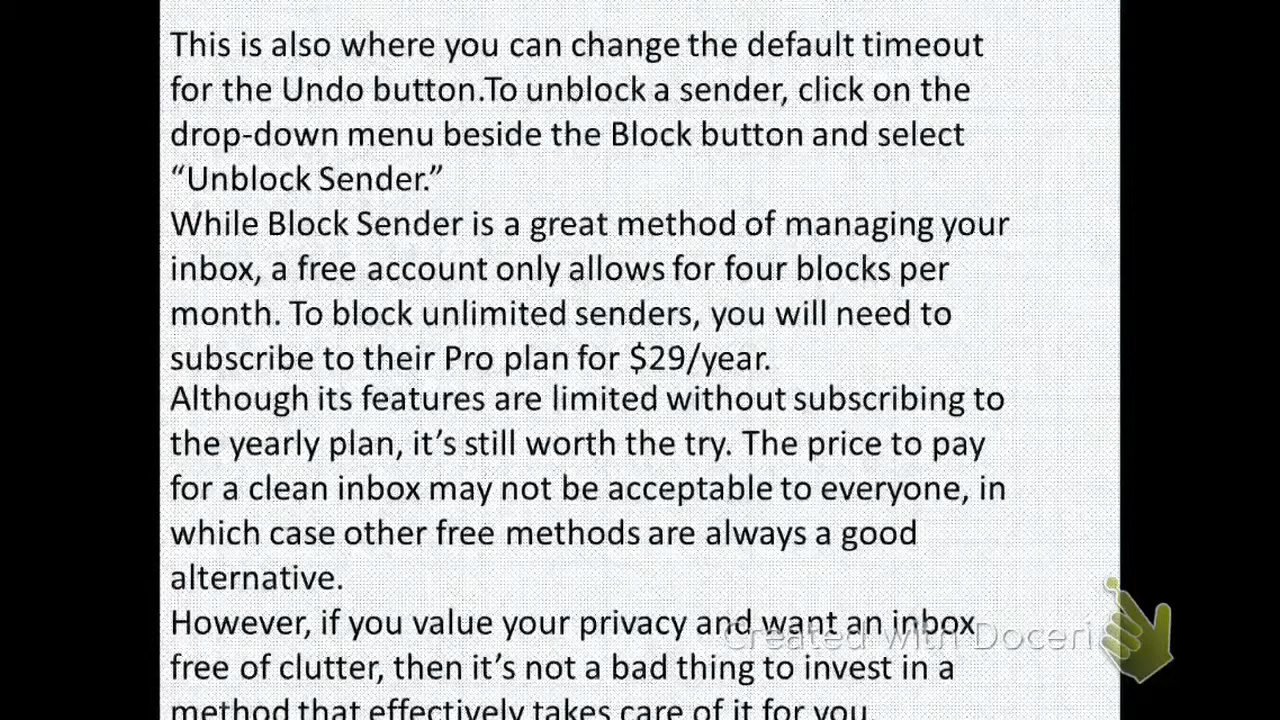 This is also where you can change the default timeout
for the Undo button.To unblock a sender, click on the
drop-down menu beside the Block button and select
“Unblock Sender.”
While Block Sender is a great method of managing your
inbox, a free account only allows for four blocks per
month. To block unlimited senders, you will need to
subscribe to their Pro plan for $29/year.
Although its features are limited without subscribing to
the yearly plan, it’s still worth the try. The price to pay
for a clean inbox may not be acceptable to everyone, in
which case other free methods are always a good
alternative.
However, if you value your privacy and want an inbox
Created with Doceri
free of clutter, then it’s not a bad thing to invest in a
method that effectively takes care of it for you.